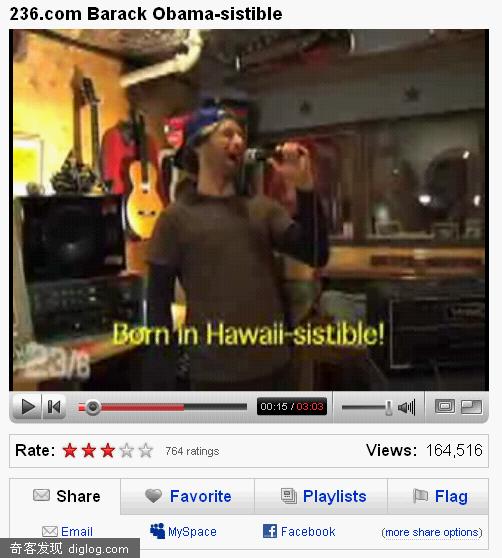 236.com Barack Obama-sistible
Born in Hawaii-sistible!
23/6
00:15 / 03:03
Rate: 764 ratings Views: 164,516
Share Favorite Playlists Flag
Email MySpace Facebook (more share options)
奇客发现 diglog.com